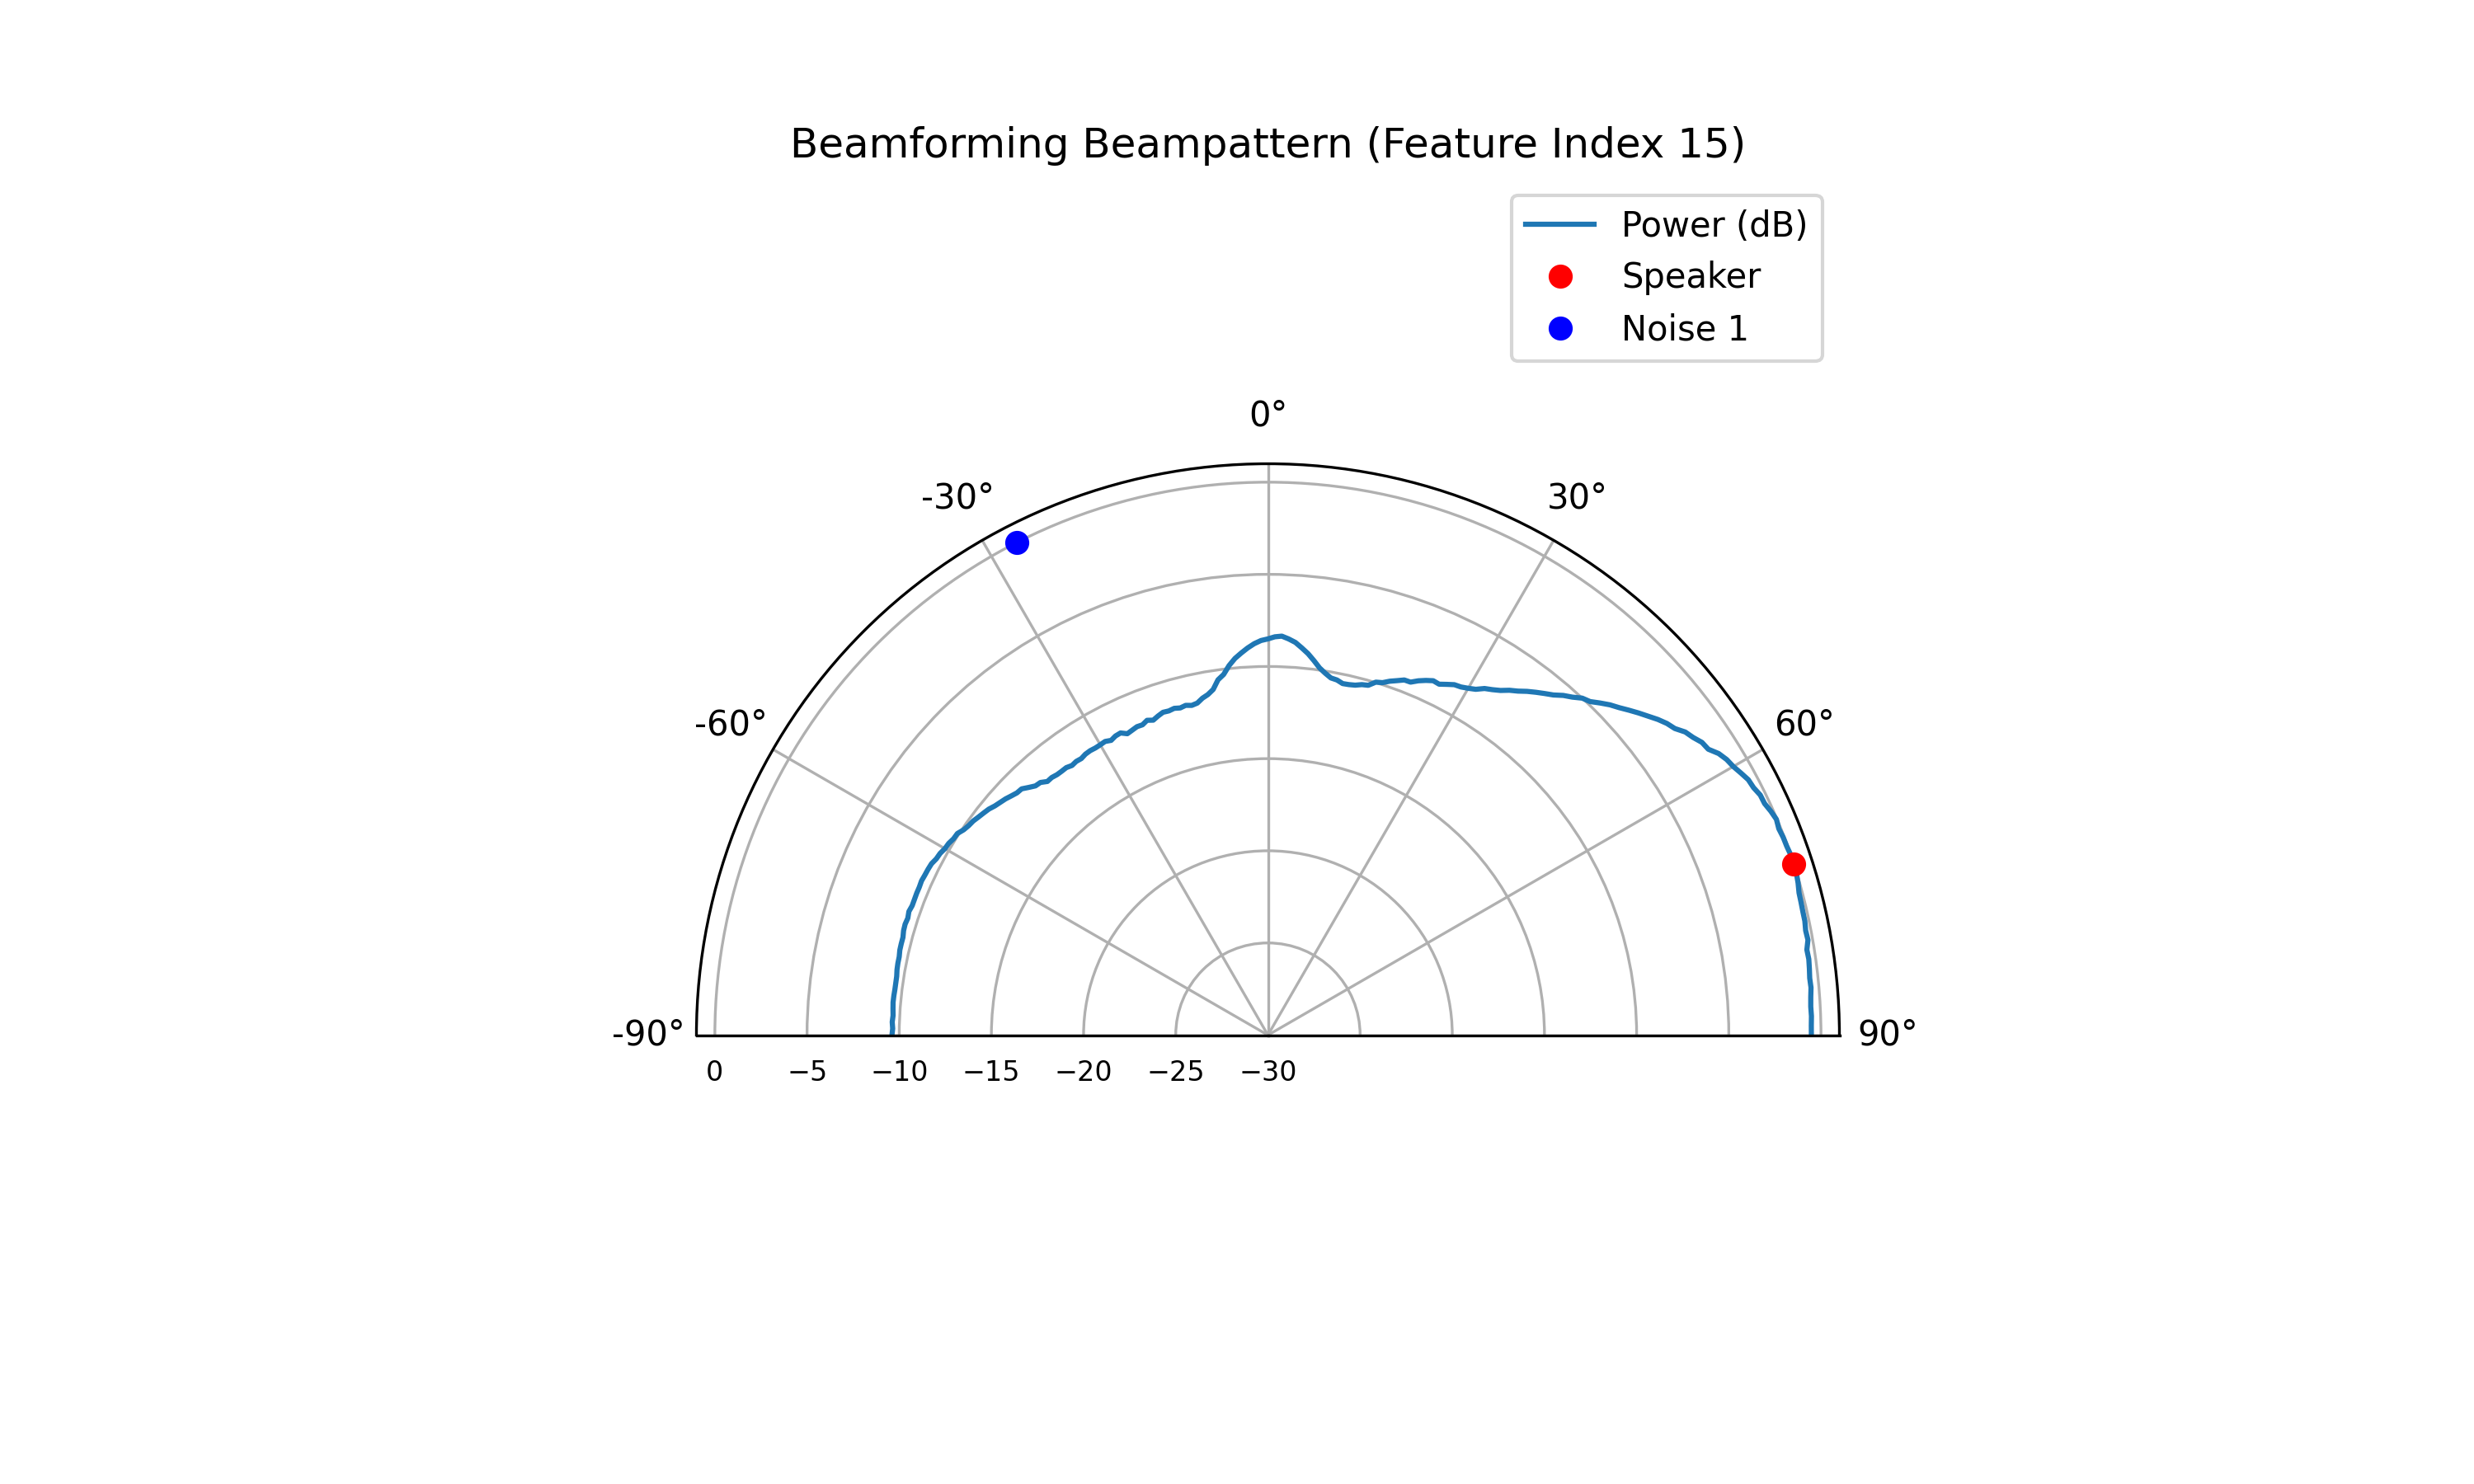 Beamforming Beampattern (Feature Index 15)
Power (dB)
Speaker
Noise 1
0°
-30°
30°
-60°
60°
-90°
90°
0 −5 −10 −15 −20 −25 −30